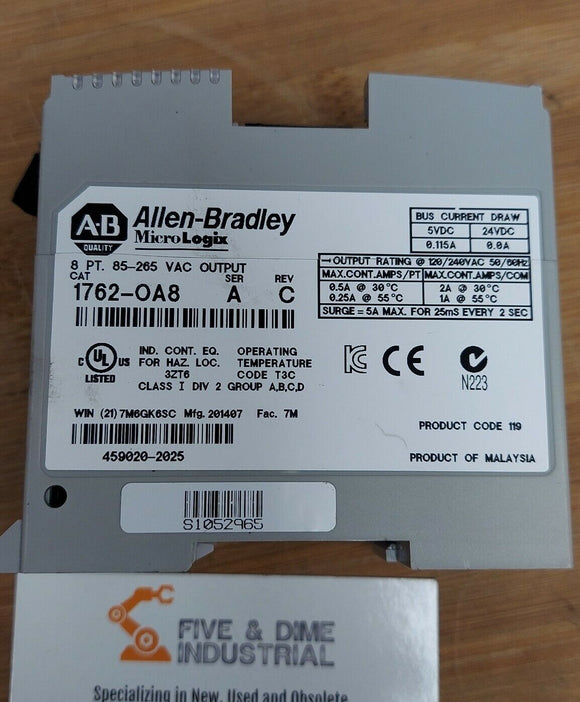 A·B
QUALITY
Allen-Bradley
MicroLogix
BUS CURRENT DRAW
5VDC 24VDC
0.115A 0.0A
8 PT. 85-265 VAC OUTPUT
CAT SER REV
1762-OA8 A C
OUTPUT RATING @ 120/240VAC 50/60Hz
MAX.CONT.AMPS/PT MAX.CONT.AMPS/COM
0.5A @ 30°C 2A @ 30°C
0.25A @ 55°C 1A @ 55°C
SURGE = 5A MAX. FOR 25mS EVERY 2 SEC
C UL US
LISTED
IND. CONT. EQ. OPERATING
FOR HAZ. LOC. TEMPERATURE
3ZT6 CODE T3C
CLASS I DIV 2 GROUP A,B,C,D
CE
N223
WIN (21) 7M6GK6SC Mfg. 201407 Fac. 7M
PRODUCT CODE 119
459020-2025
PRODUCT OF MALAYSIA
S1052965
FIVE & DIME
INDUSTRIAL
Specializing in New, Used and Obsolete